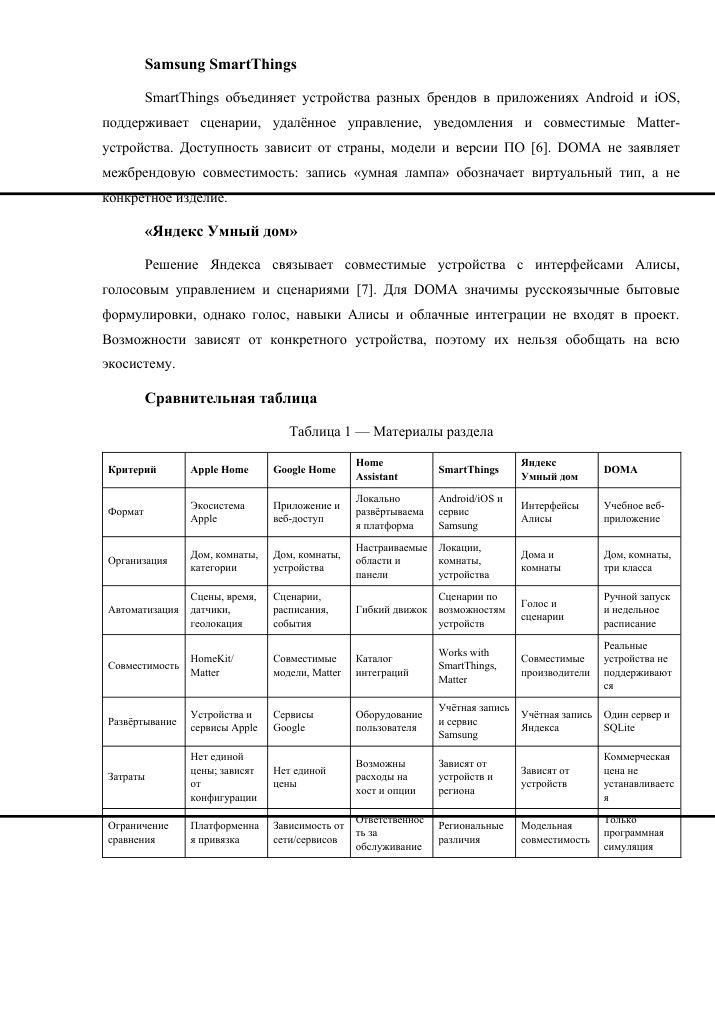 Samsung SmartThings
SmartThings объединяет устройства разных брендов в приложениях Android и iOS,
поддерживает сценарии, удалённое управление, уведомления и совместимые Matter-
устройства. Доступность зависит от страны, модели и версии ПО [6]. DOMA не заявляет
межбрендовую совместимость: запись «умная лампа» обозначает виртуальный тип, а не
конкретное изделие.
«Яндекс Умный дом»
Решение Яндекса связывает совместимые устройства с интерфейсами Алисы,
голосовым управлением и сценариями [7]. Для DOMA значимы русскоязычные бытовые
формулировки, однако голос, навыки Алисы и облачные интеграции не входят в проект.
Возможности зависят от конкретного устройства, поэтому их нельзя обобщать на всю
экосистему.
Сравнительная таблица
Таблица 1 — Материалы раздела
Критерий
Apple Home
Google Home
Home
Assistant
SmartThings
Яндекс
Умный дом
DOMA
Формат
Экосистема
Apple
Приложение и
веб-доступ
Локально
развёртываема
я платформа
Android/iOS и
сервис
Samsung
Интерфейсы
Алисы
Учебное веб-
приложение
Организация
Дом, комнаты,
категории
Дом, комнаты,
устройства
Настраиваемые
области и
панели
Локации,
комнаты,
устройства
Дома и
комнаты
Дом, комнаты,
три класса
Автоматизация
Сцены, время,
датчики,
геолокация
Сценарии,
расписания,
события
Гибкий движок
Сценарии по
возможностям
устройств
Голос и
сценарии
Ручной запуск
и недельное
расписание
Совместимость
HomeKit/
Matter
Совместимые
модели, Matter
Каталог
интеграций
Works with
SmartThings,
Matter
Совместимые
производители
Реальные
устройства не
поддерживают
ся
Развёртывание
Устройства и
сервисы Apple
Сервисы
Google
Оборудование
пользователя
Учётная запись
и сервис
Samsung
Учётная запись
Яндекса
Один сервер и
SQLite
Затраты
Нет единой
цены; зависят
от
конфигурации
Нет единой
цены
Возможны
расходы на
хост и опции
Зависят от
устройств и
региона
Зависят от
устройств
Коммерческая
цена не
устанавливаетс
я
Ограничение
сравнения
Платформенна
я привязка
Зависимость от
сети/сервисов
Ответственнос
ть за
обслуживание
Региональные
различия
Модельная
совместимость
Только
программная
симуляция